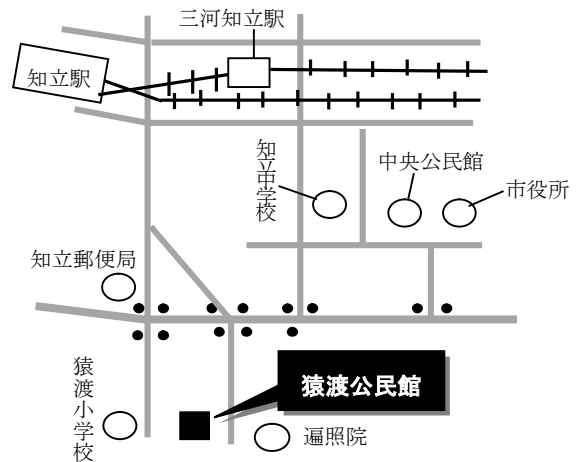 三河知立駅
知立駅
知立中学校
中央公民館
市役所
知立郵便局
猿渡公民館
猿渡小学校
遍照院